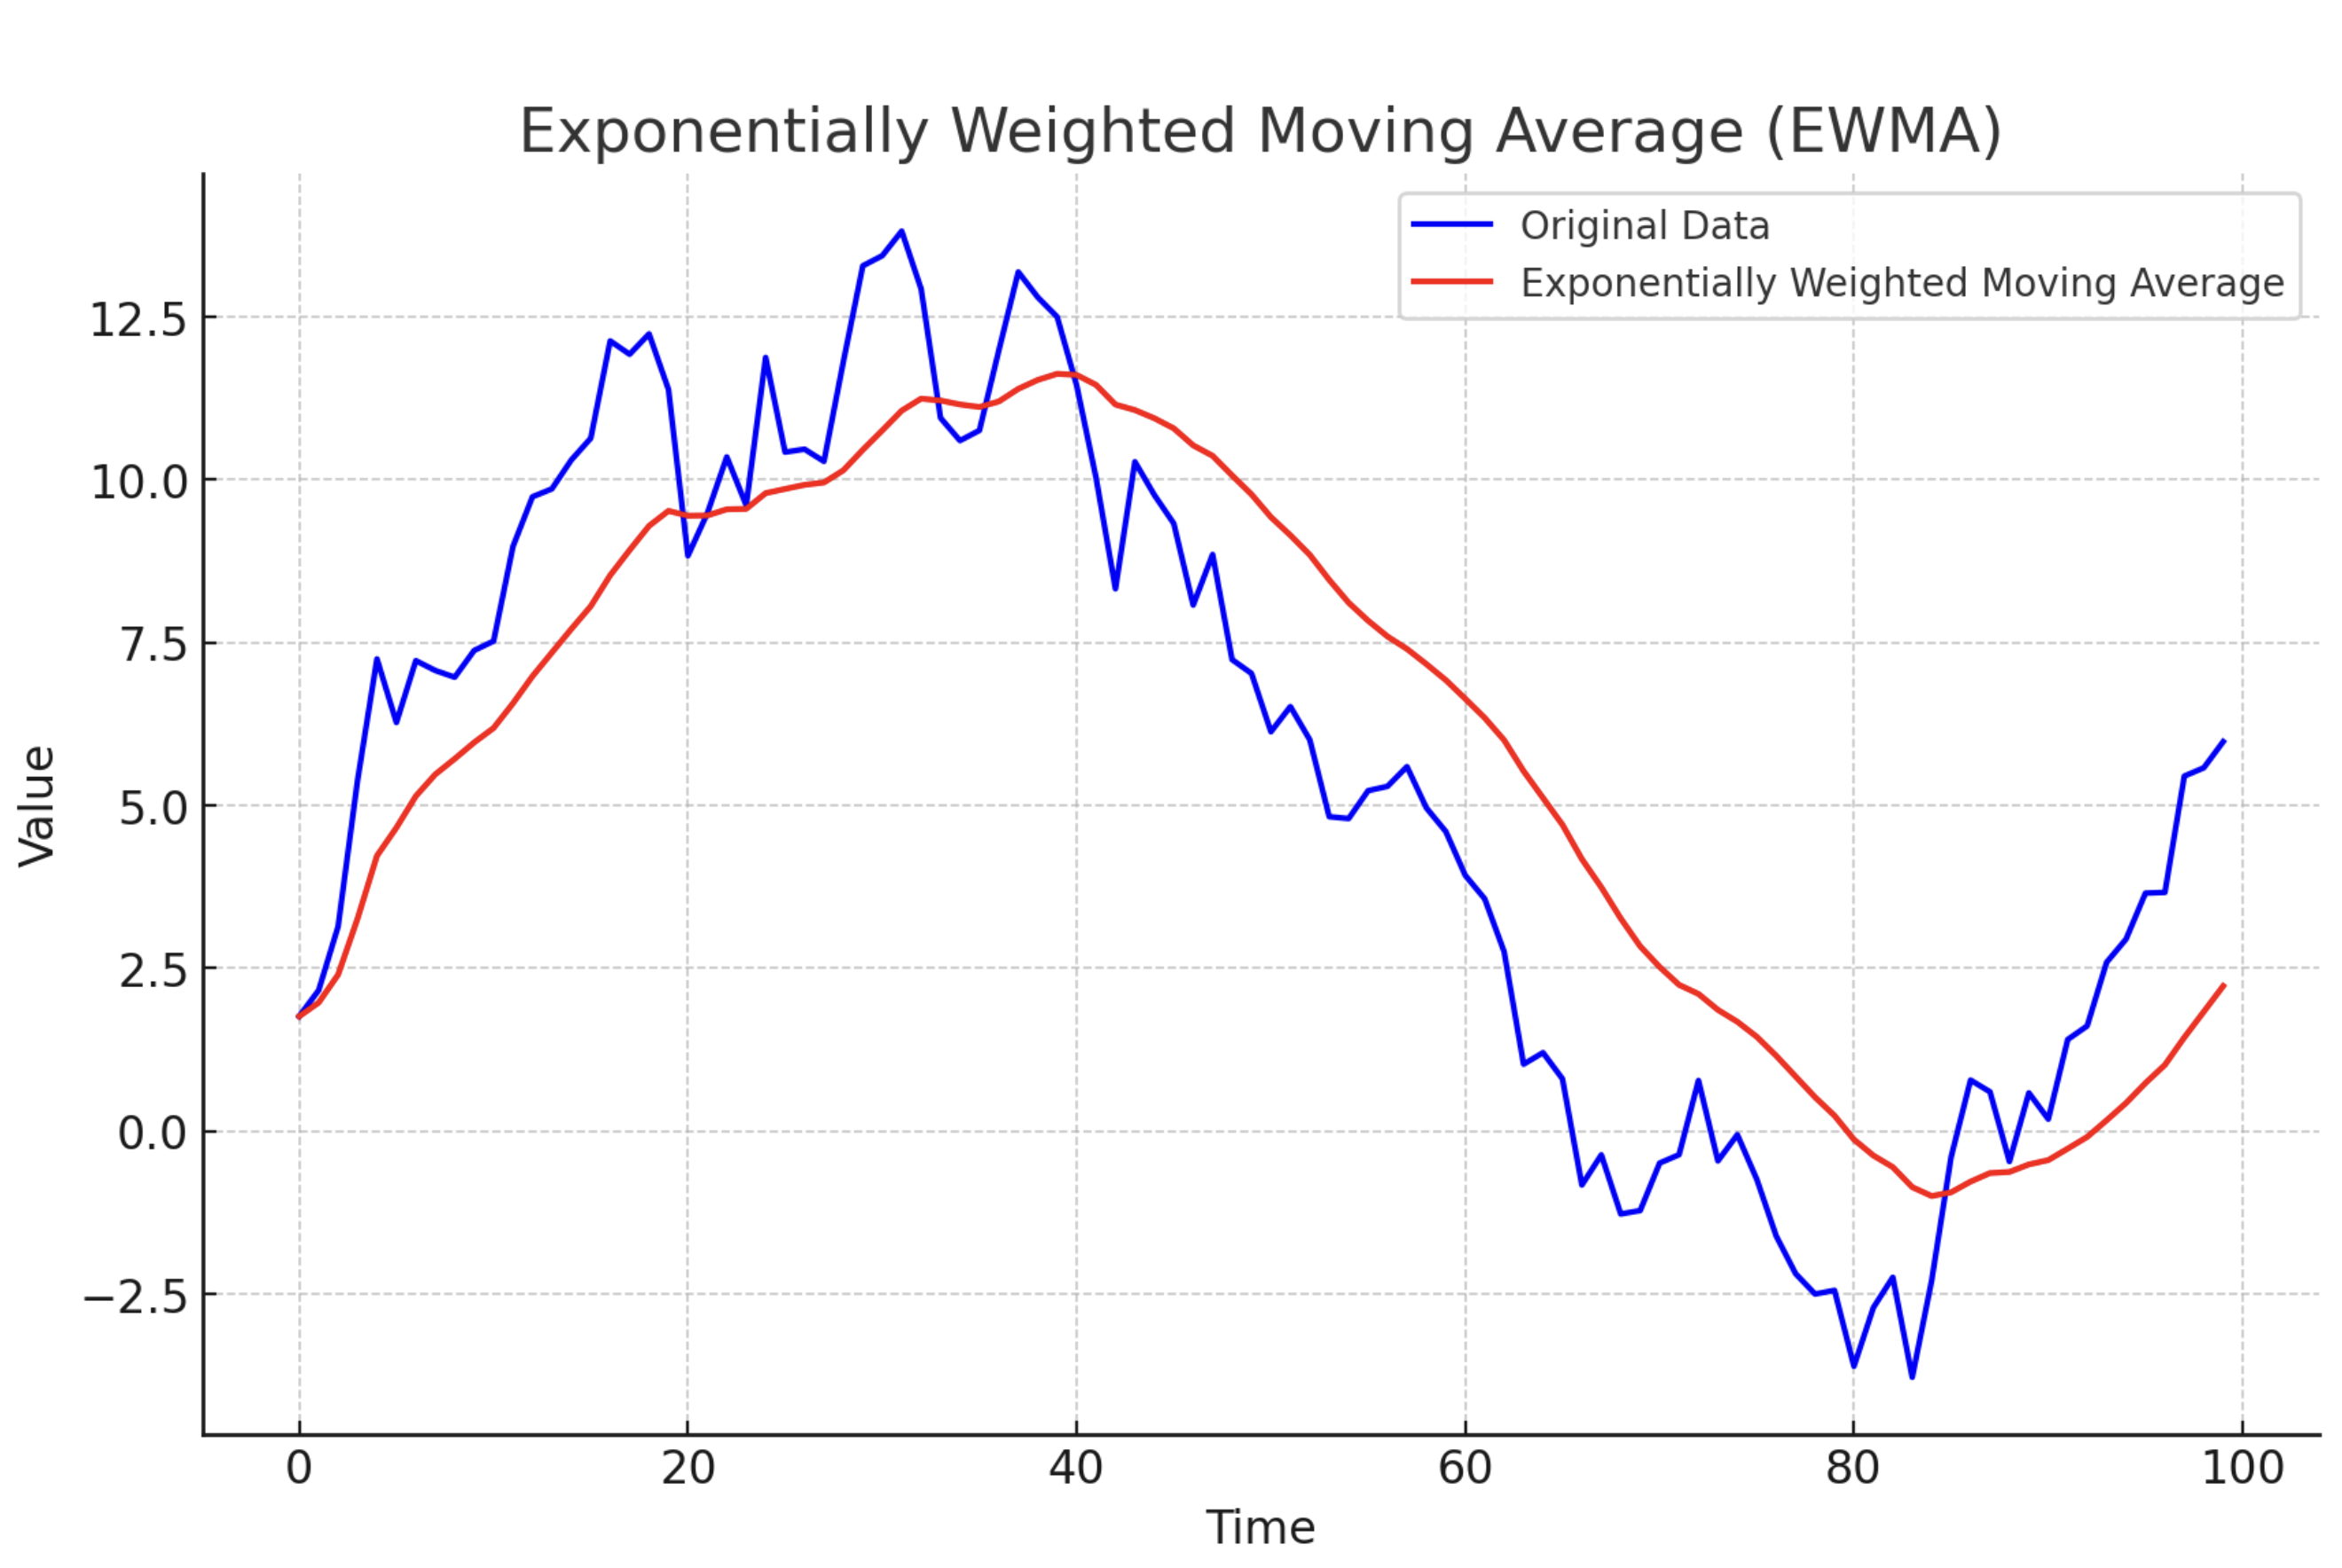 Exponentially Weighted Moving Average (EWMA)
Original Data
Exponentially Weighted Moving Average
12.5
10.0
7.5
5.0
2.5
0.0
−2.5
Value
0 20 40 60 80 100
Time